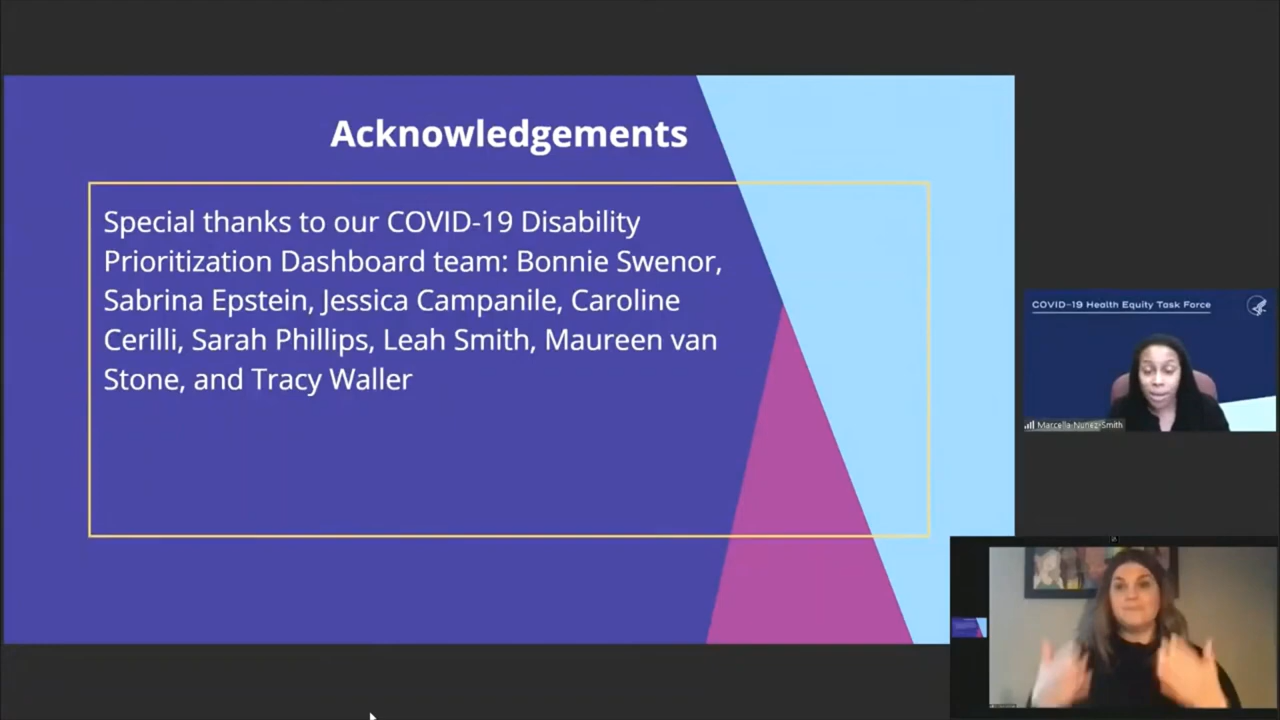 Acknowledgements
Special thanks to our COVID-19 Disability
Prioritization Dashboard team: Bonnie Swenor,
Sabrina Epstein, Jessica Campanile, Caroline
Cerilli, Sarah Phillips, Leah Smith, Maureen van
Stone, and Tracy Waller
COVID-19 Health Equity Task Force
Marcella Nunez-Smith